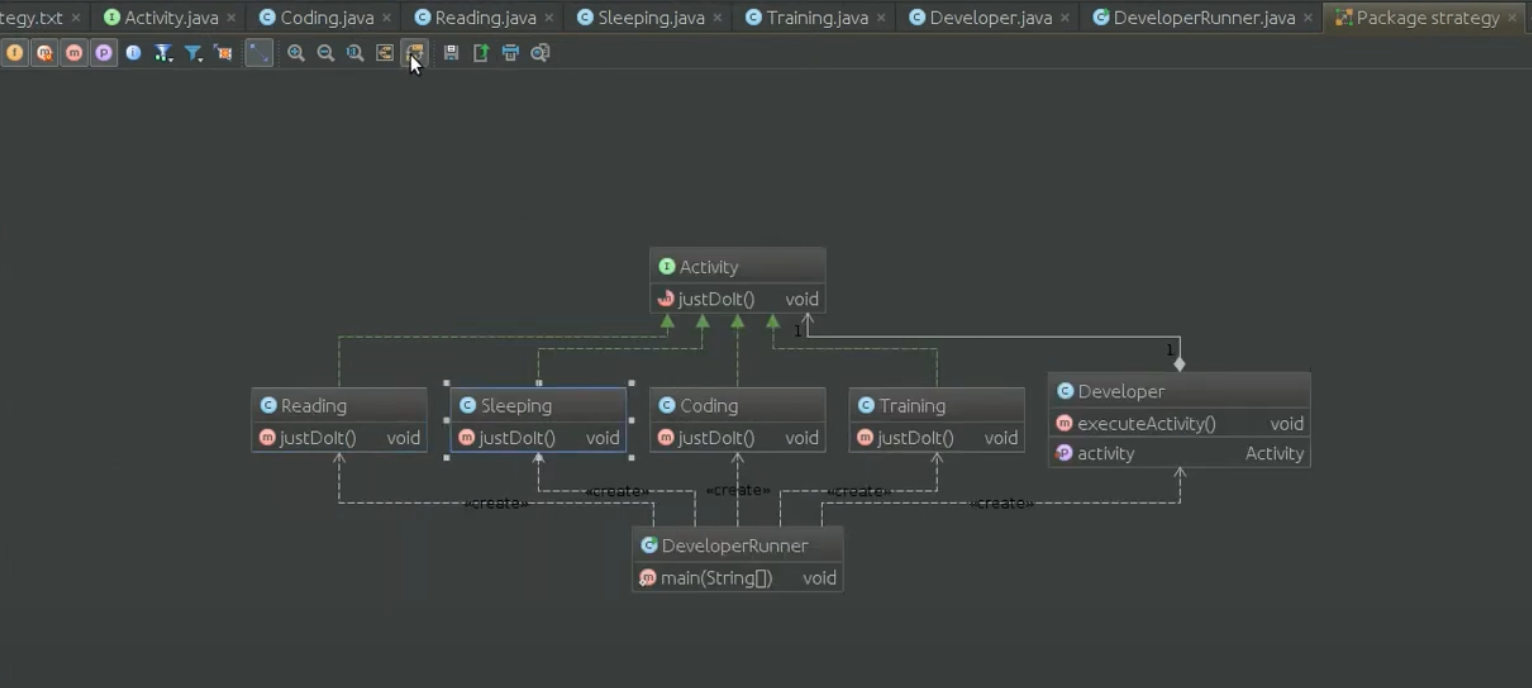 tegy.txt Activity.java Coding.java Reading.java Sleeping.java Training.java Developer.java DeveloperRunner.java Package strategy
Activity
justDoIt() void
1
1
Reading
justDoIt() void
Sleeping
justDoIt() void
Coding
justDoIt() void
Training
justDoIt() void
Developer
executeActivity() void
activity Activity
«create» «create» «create» «create» «create»
DeveloperRunner
main(String[]) void